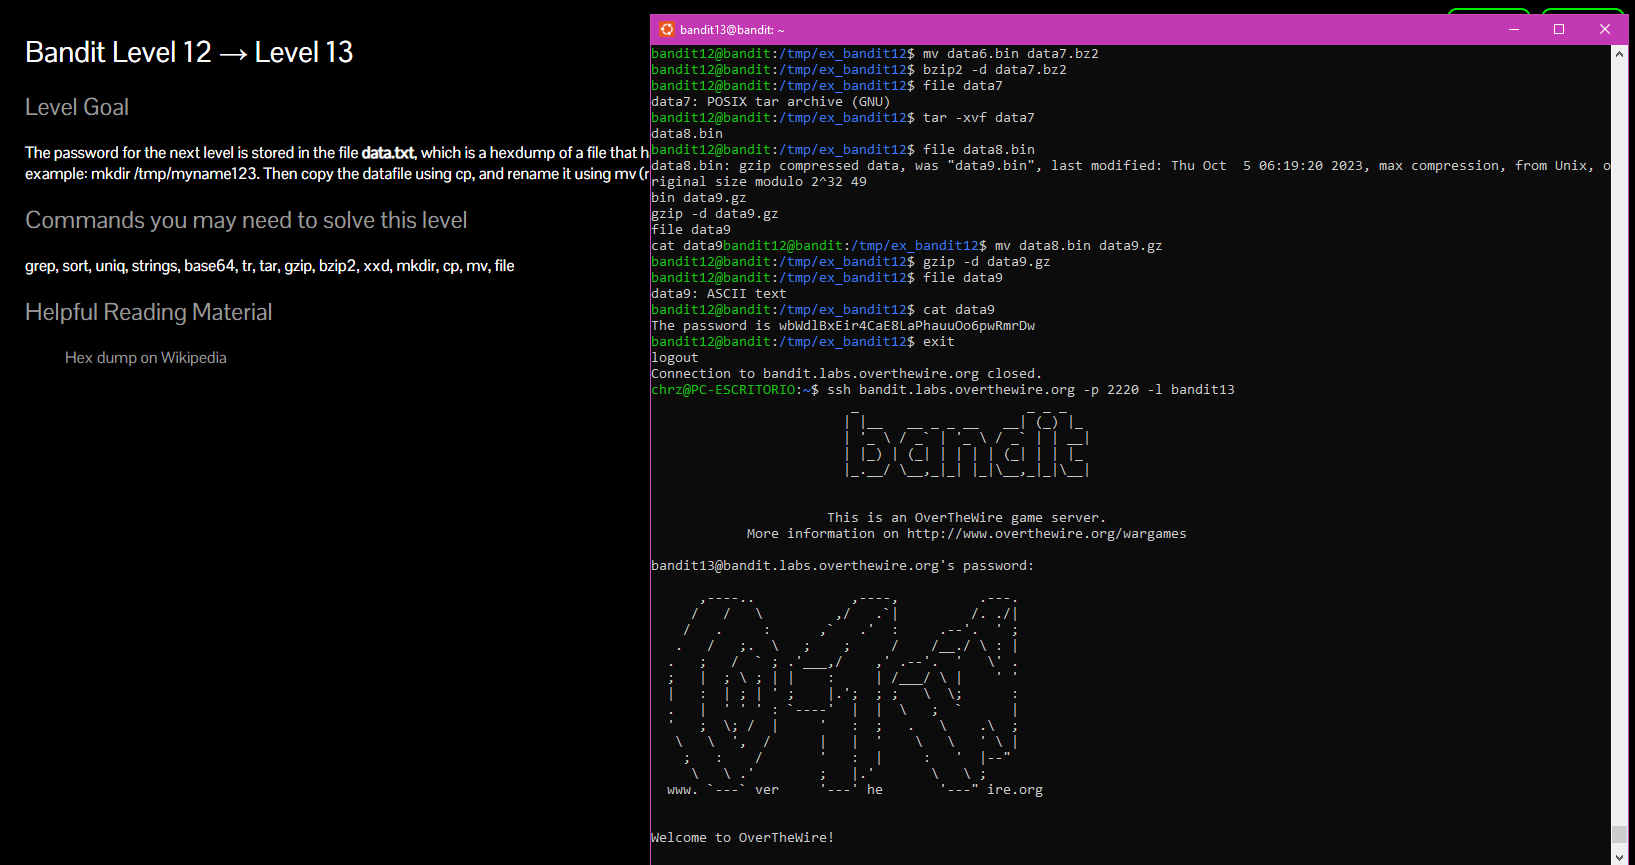 Bandit Level 12 → Level 13
Level Goal
The password for the next level is stored in the file data.txt, which is a hexdump of a file that h
example: mkdir /tmp/myname123. Then copy the datafile using cp, and rename it using mv (r
Commands you may need to solve this level
grep, sort, uniq, strings, base64, tr, tar, gzip, bzip2, xxd, mkdir, cp, mv, file
Helpful Reading Material
Hex dump on Wikipedia
bandit13@bandit: ~
bandit12@bandit:/tmp/ex_bandit12$ mv data6.bin data7.bz2
bandit12@bandit:/tmp/ex_bandit12$ bzip2 -d data7.bz2
bandit12@bandit:/tmp/ex_bandit12$ file data7
data7: POSIX tar archive (GNU)
bandit12@bandit:/tmp/ex_bandit12$ tar -xvf data7
data8.bin
bandit12@bandit:/tmp/ex_bandit12$ file data8.bin
data8.bin: gzip compressed data, was "data9.bin", last modified: Thu Oct  5 06:19:20 2023, max compression, from Unix, o
riginal size modulo 2^32 49
bin data9.gz
gzip -d data9.gz
file data9
cat data9bandit12@bandit:/tmp/ex_bandit12$ mv data8.bin data9.gz
bandit12@bandit:/tmp/ex_bandit12$ gzip -d data9.gz
bandit12@bandit:/tmp/ex_bandit12$ file data9
data9: ASCII text
bandit12@bandit:/tmp/ex_bandit12$ cat data9
The password is wbWdlBxEir4CaE8LaPhauuOo6pwRmrDw
bandit12@bandit:/tmp/ex_bandit12$ exit
logout
Connection to bandit.labs.overthewire.org closed.
chrz@PC-ESCRITORIO:~$ ssh bandit.labs.overthewire.org -p 2220 -l bandit13
bandit
This is an OverTheWire game server.
More information on http://www.overthewire.org/wargames
bandit13@bandit.labs.overthewire.org's password:
www. ver he ire.org
Welcome to OverTheWire!